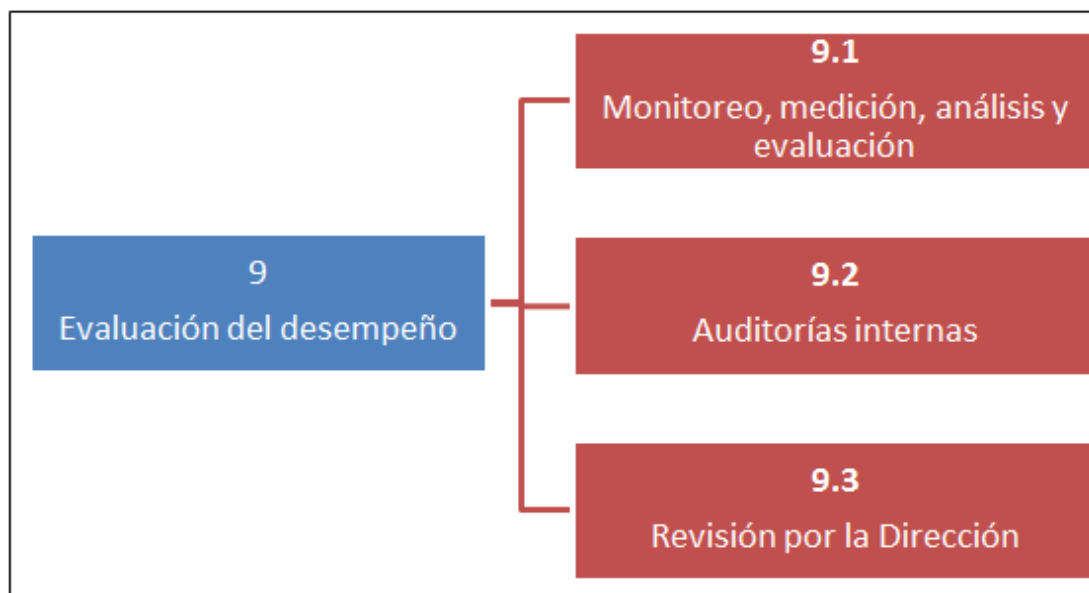 9
Evaluación del desempeño
9.1
Monitoreo, medición, análisis y
evaluación
9.2
Auditorías internas
9.3
Revisión por la Dirección